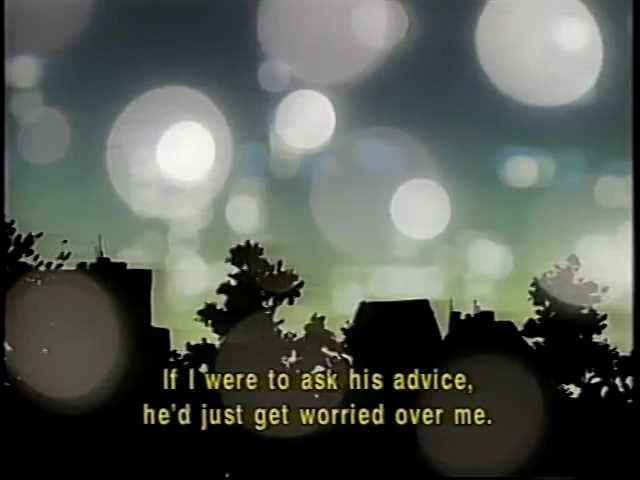 If I were to ask his advice,
he'd just get worried over me.